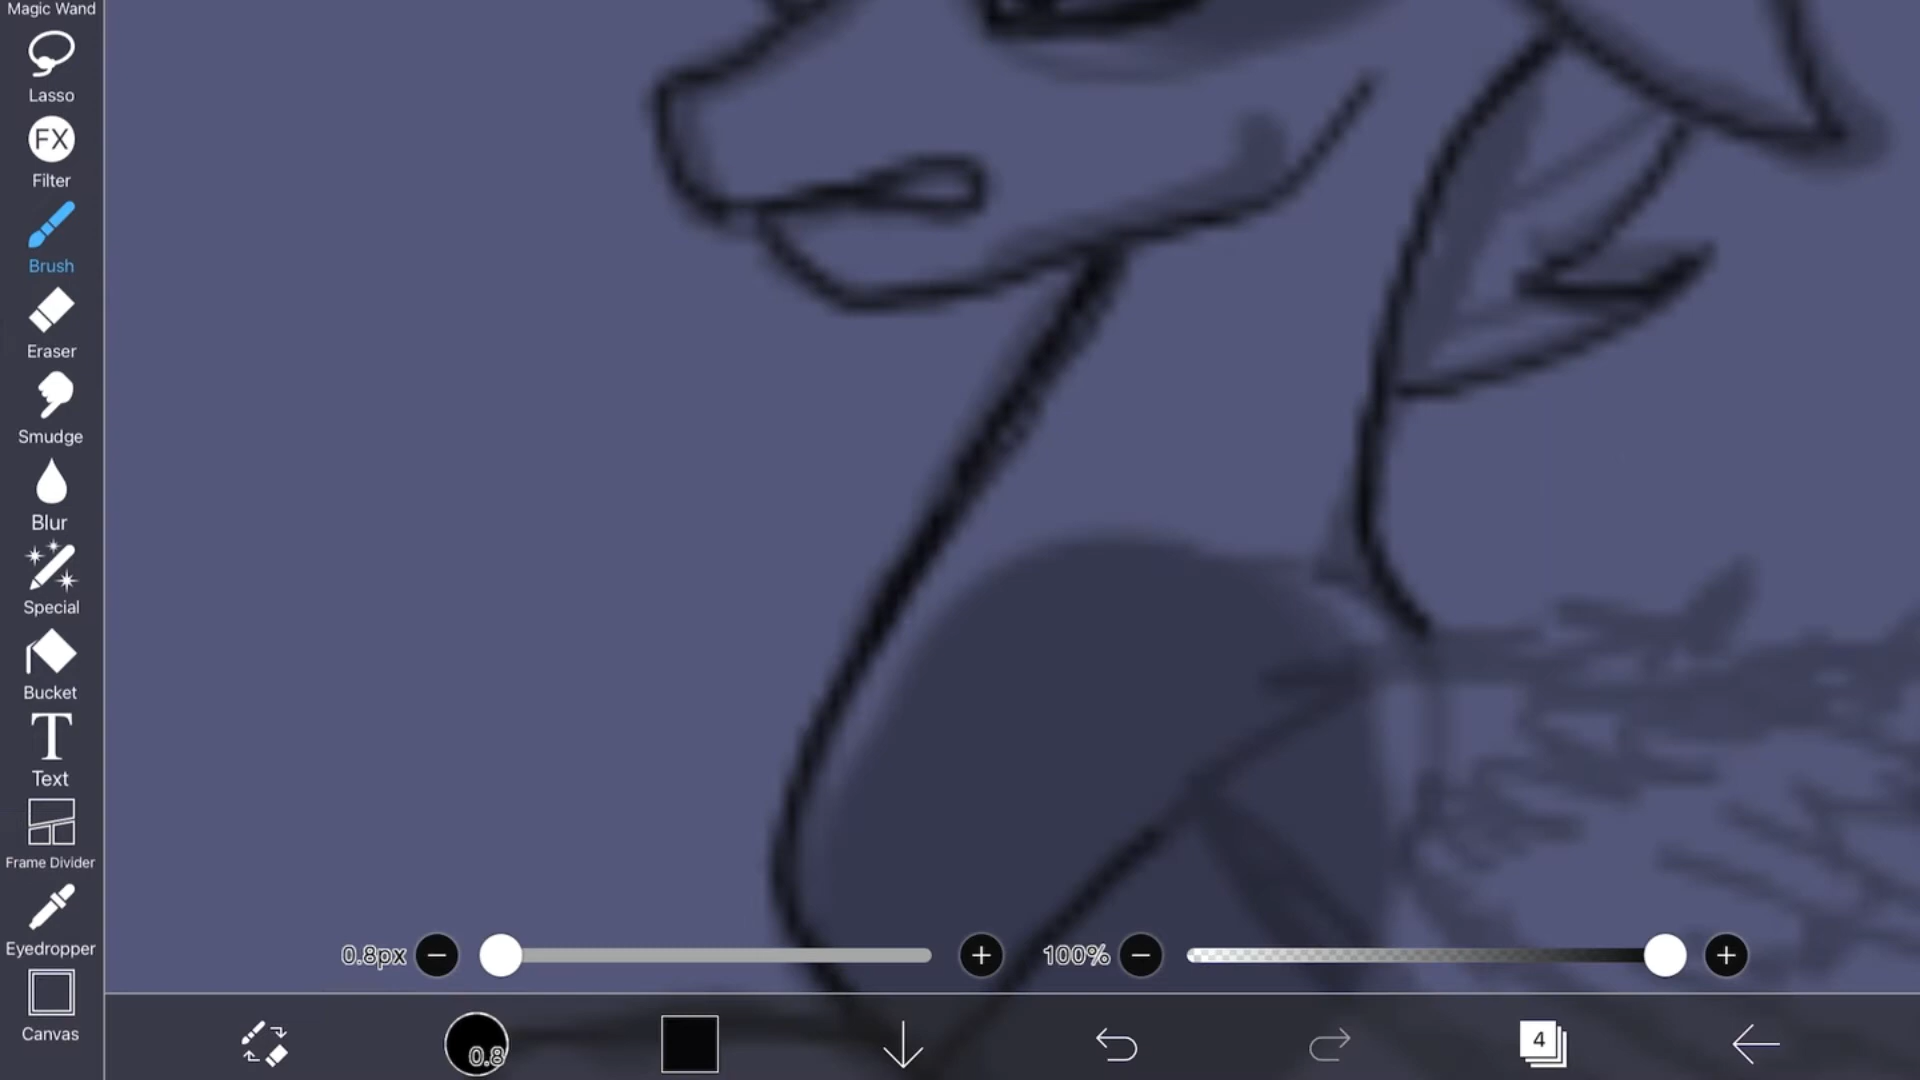 Magic Wand
Lasso
FX
Filter
Brush
Eraser
Smudge
Blur
Special
Bucket
T
Text
Frame Divider
Eyedropper
Canvas
0.8px
100%
0.8
4